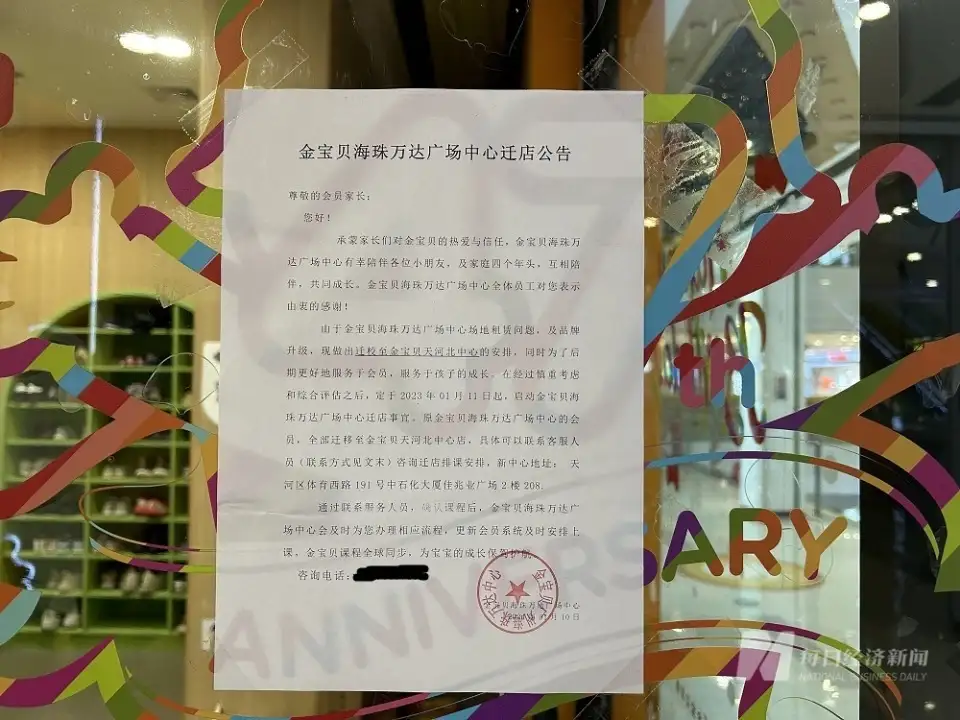 金宝贝海珠万达广场中心迁店公告
尊敬的会员家长：
您好！
承蒙家长们对金宝贝的热爱与信任，金宝贝海珠万
达广场中心有幸陪伴各位小朋友，及家庭四个年头，互相陪
伴，共同成长。金宝贝海珠万达广场中心全体员工对您表示
由衷的感谢！
由于金宝贝海珠万达广场中心场地租赁问题，及品牌
升级，现做出迁校至金宝贝天河北中心的安排，同时为了后
期更好地服务于会员，服务于孩子的成长。在经过慎重考虑
和综合评估之后，定于2023年01月11日起，启动金宝贝海
珠万达广场中心迁店事宜。原金宝贝海珠万达广场中心的会
员，全部迁移至金宝贝天河北中心店，具体可以联系客服人
员（联系方式见文末）咨询迁店排课安排，新中心地址： 天
河区体育西路191号中石化大厦佳兆业广场2楼208.
通过联系服务人员，确认课程后，金宝贝海珠万达广
场中心会及时为您办理相应流程，更新会员系统及时安排上
课。金宝贝课程全球同步，为宝宝的成长保驾护航
咨询电话：
贝海珠万达广场中心
月10日
th
ANNIVERSARY
每日经济新闻
NATIONAL BUSINESS DAILY